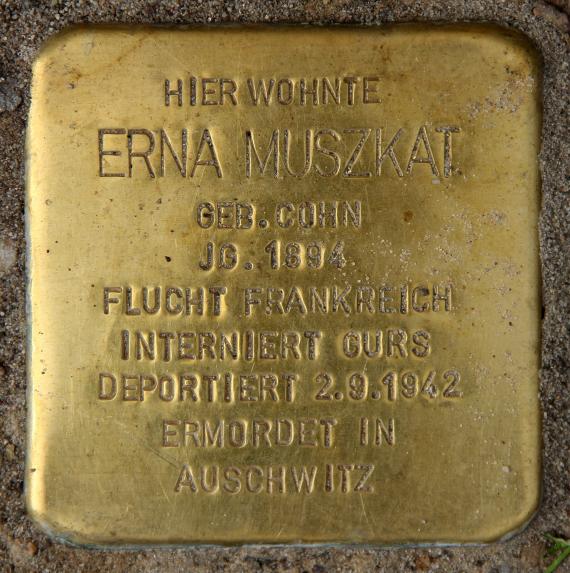 HIER WOHNTE
ERNA MUSZKAT
GEB. COHN
JG. 1894
FLUCHT FRANKREICH
INTERNIERT GURS
DEPORTIERT 2.9.1942
ERMORDET IN
AUSCHWITZ